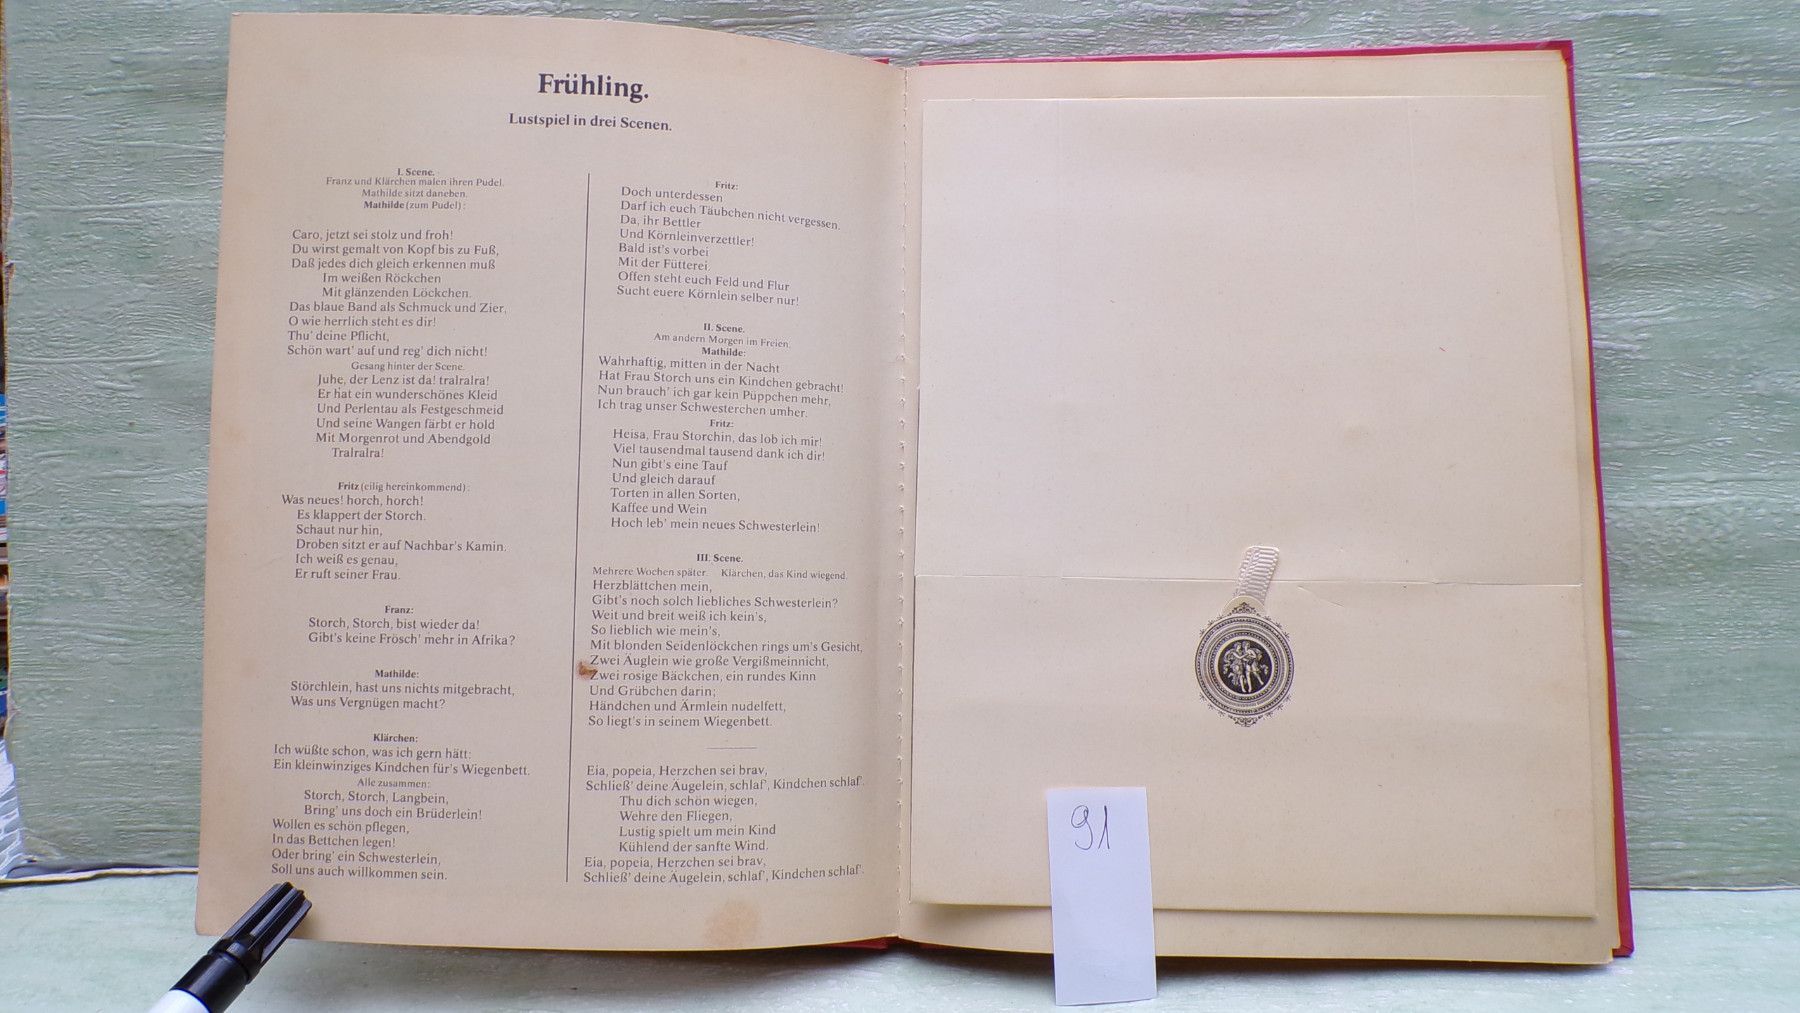 Frühling.
Lustspiel in drei Scenen.
I. Scene.
Franz und Klärchen malen ihren Pudel.
Mathilde sitzt daneben.
Mathilde (zum Pudel):
Caro, jetzt sei stolz und froh!
Du wirst gemalt von Kopf bis zu Fuß,
Daß jedes dich gleich erkennen muß
Im weißen Röckchen
Mit glänzenden Löckchen.
Das blaue Band als Schmuck und Zier,
O wie herrlich steht es dir!
Thu' deine Pflicht,
Schön wart' auf und reg' dich nicht!
Gesang hinter der Scene.
Juhe, der Lenz ist da! tralralra!
Er hat ein wunderschönes Kleid
Und Perlentau als Festgeschmeid
Und seine Wangen färbt er hold
Mit Morgenrot und Abendgold
Tralralra!
Fritz (eilig hereinkommend):
Was neues! horch, horch!
Es klappert der Storch.
Schaut nur hin,
Droben sitzt er auf Nachbar's Kamin.
Ich weiß es genau,
Er ruft seiner Frau.
Franz:
Storch, Storch, bist wieder da!
Gibt's keine Frösch' mehr in Afrika?
Mathilde:
Störchlein, hast uns nichts mitgebracht,
Was uns Vergnügen macht?
Klärchen:
Ich wüßte schon, was ich gern hätt:
Ein kleinwinziges Kindchen für's Wiegenbett.
Alle zusammen:
Storch, Storch, Langbein,
Bring' uns doch ein Brüderlein!
Wollen es schön pflegen,
In das Bettchen legen!
Oder bring' ein Schwesterlein,
Soll uns auch willkommen sein.
Fritz:
Doch unterdessen
Darf ich euch Täubchen nicht vergessen.
Da, ihr Bettler
Und Körnleinverzettler!
Bald ist's vorbei
Mit der Fütterei.
Offen steht euch Feld und Flur
Sucht euere Körnlein selber nur!
II. Scene.
Am andern Morgen im Freien.
Mathilde:
Wahrhaftig, mitten in der Nacht
Hat Frau Storch uns ein Kindchen gebracht!
Nun brauch' ich gar kein Püppchen mehr,
Ich trag unser Schwesterchen umher.
Fritz:
Heisa, Frau Storchin, das lob ich mir!
Viel tausendmal tausend dank ich dir!
Nun gibt's eine Tauf
Und gleich darauf
Torten in allen Sorten,
Kaffee und Wein
Hoch leb' mein neues Schwesterlein!
III. Scene.
Mehrere Wochen später. Klärchen, das Kind wiegend.
Herzblättchen mein,
Gibt's noch solch liebliches Schwesterlein?
Weit und breit weiß ich kein's,
So lieblich wie mein's,
Mit blonden Seidenlöckchen rings um's Gesicht,
Zwei Äuglein wie große Vergißmeinnicht,
Zwei rosige Bäckchen, ein rundes Kinn
Und Grübchen darin;
Händchen und Ärmlein nudelfett,
So liegt's in seinem Wiegenbett.
Eia, popeia, Herzchen sei brav,
Schließ' deine Äugelein, schlaf', Kindchen schlaf'.
Thu dich schön wiegen,
Wehre den Fliegen,
Lustig spielt um mein Kind
Kühlend der sanfte Wind.
Eia, popeia, Herzchen sei brav,
Schließ' deine Äugelein, schlaf', Kindchen schlaf'.
91